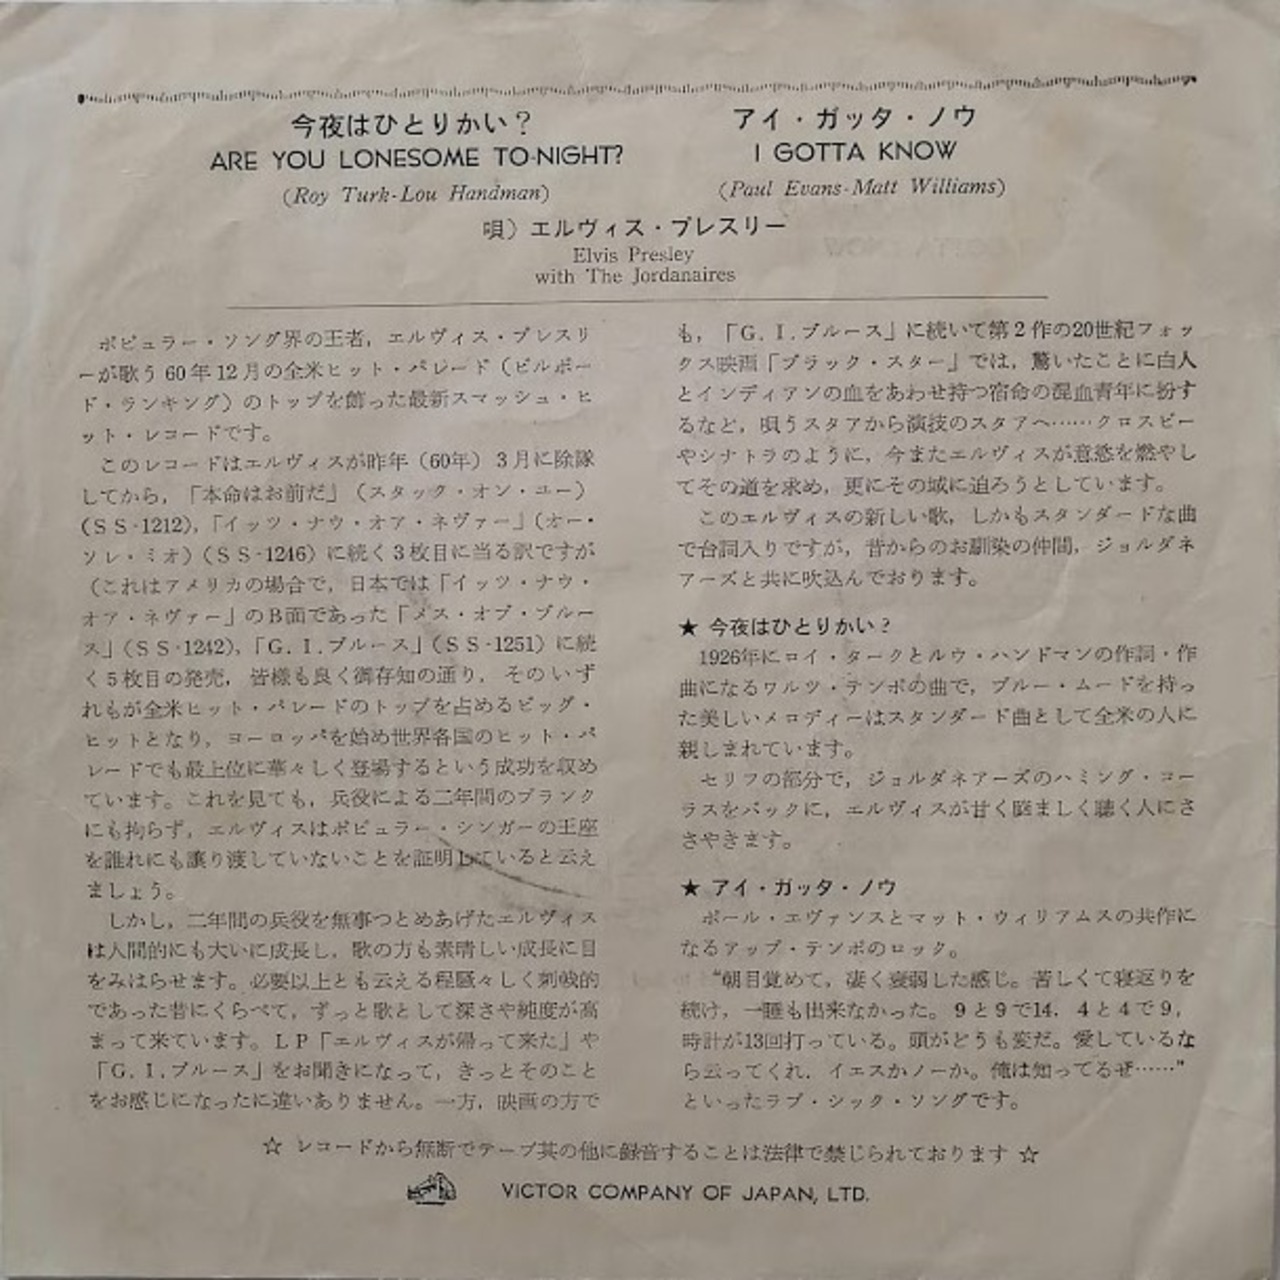 今夜はひとりかい？
ARE YOU LONESOME TO-NIGHT?
(Roy Turk-Lou Handman)
アイ・ガッタ・ノウ
I GOTTA KNOW
(Paul Evans-Matt Williams)
唄）エルヴィス・プレスリー
Elvis Presley
with The Jordanaires
ポピュラー・ソング界の王者，エルヴィス・プレスリ
ーが歌う60年12月の全米ヒット・パレード（ビルボー
ド・ランキング）のトップを飾った最新スマッシュ・ヒ
ット・レコードです。
このレコードはエルヴィスが昨年（60年）3月に除隊
してから，「本命はお前だ」（スタック・オン・ユー）
(ＳＳ-1212)，「イッツ・ナウ・オア・ネヴァー」(オー・
ソレ・ミオ)（ＳＳ-1246）に続く3枚目に当る訳ですが
（これはアメリカの場合で，日本では「イッツ・ナウ・
オア・ネヴァー」のＢ面であった「メス・オブ・ブルー
ス」(ＳＳ-1242)，「G.I.ブルース」(ＳＳ-1251）に続
く5枚目の発売，皆様も良く御存知の通り，そのいず
れもが全米ヒット・パレードのトップを占めるビッグ・
ヒットとなり，ヨーロッパを始め世界各国のヒット・パ
レードでも最上位に華々しく登場するという成功を収め
ています。これを見ても，兵役による二年間のブランク
にも拘らず，エルヴィスはポピュラー・シンガーの王座
を誰れにも譲り渡していないことを証明していると云え
ましょう。
しかし，二年間の兵役を無事つとめあげたエルヴィス
は人間的にも大いに成長し，歌の方も素晴しい成長に目
をみはらせます。必要以上とも云える程騒々しく刺戟的
であった昔にくらべて，ずっと歌として深さや純度が高
まって来ています。ＬＰ「エルヴィスが帰って来た」や
「G.I.ブルース」をお聞きになって，きっとそのこと
をお感じになったに違いありません。一方，映画の方で
も，「G.I.ブルース」に続いて第2作の20世紀フォッ
クス映画「ブラック・スター」では，驚いたことに白人
とインディアンの血をあわせ持つ宿命の混血青年に扮す
るなど，唄うスタアから演技のスタアへ……クロスビー
やシナトラのように，今またエルヴィスが意慾を燃やし
てその道を求め，更にその域に迫ろうとしています。
このエルヴィスの新しい歌，しかもスタンダードな曲
で台詞入りですが，昔からのお馴染の仲間，ジョルダネ
アーズと共に吹込んでおります。
★ 今夜はひとりかい？
1926年にロイ・タークとルウ・ハンドマンの作詞・作
曲になるワルツ・テンポの曲で，ブルー・ムードを持っ
た美しいメロディーはスタンダード曲として全米の人に
親しまれています。
セリフの部分で，ジョルダネアーズのハミング・コー
ラスをバックに，エルヴィスが甘く悩ましく聴く人にさ
さやきます。
★ アイ・ガッタ・ノウ
ポール・エヴァンスとマット・ウィリアムスの共作に
なるアップ・テンポのロック。
“朝目覚めて，凄く衰弱した感じ。苦しくて寝返りを
続け，一睡も出来なかった。9と9で14，4と4で9，
時計が13回打っている。頭がどうも変だ。愛しているな
ら云ってくれ，イエスかノーか。俺は知ってるぜ……”
といったラブ・シック・ソングです。
☆ レコードから無断でテープ其の他に録音することは法律で禁じられております ☆
VICTOR COMPANY OF JAPAN, LTD.